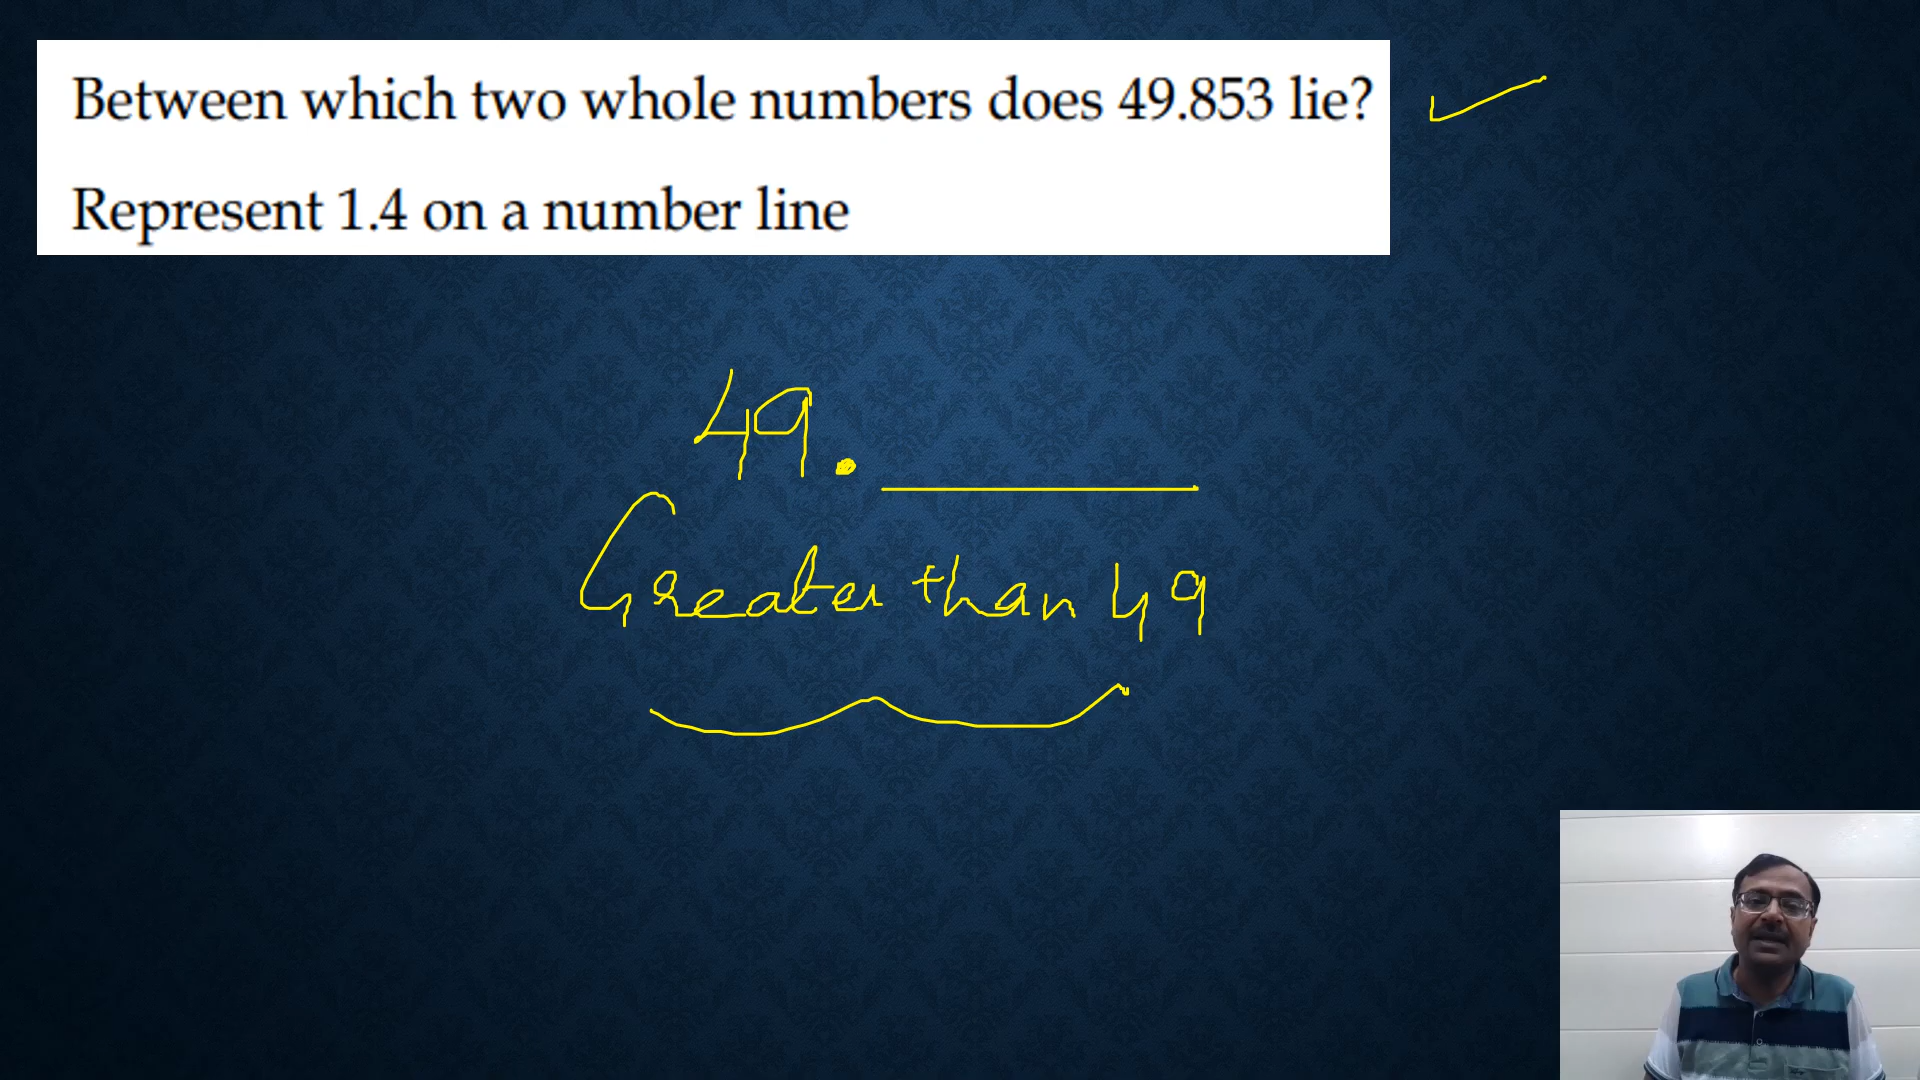 Between which two whole numbers does 49.853 lie?
Represent 1.4 on a number line
49.
Greater than 49